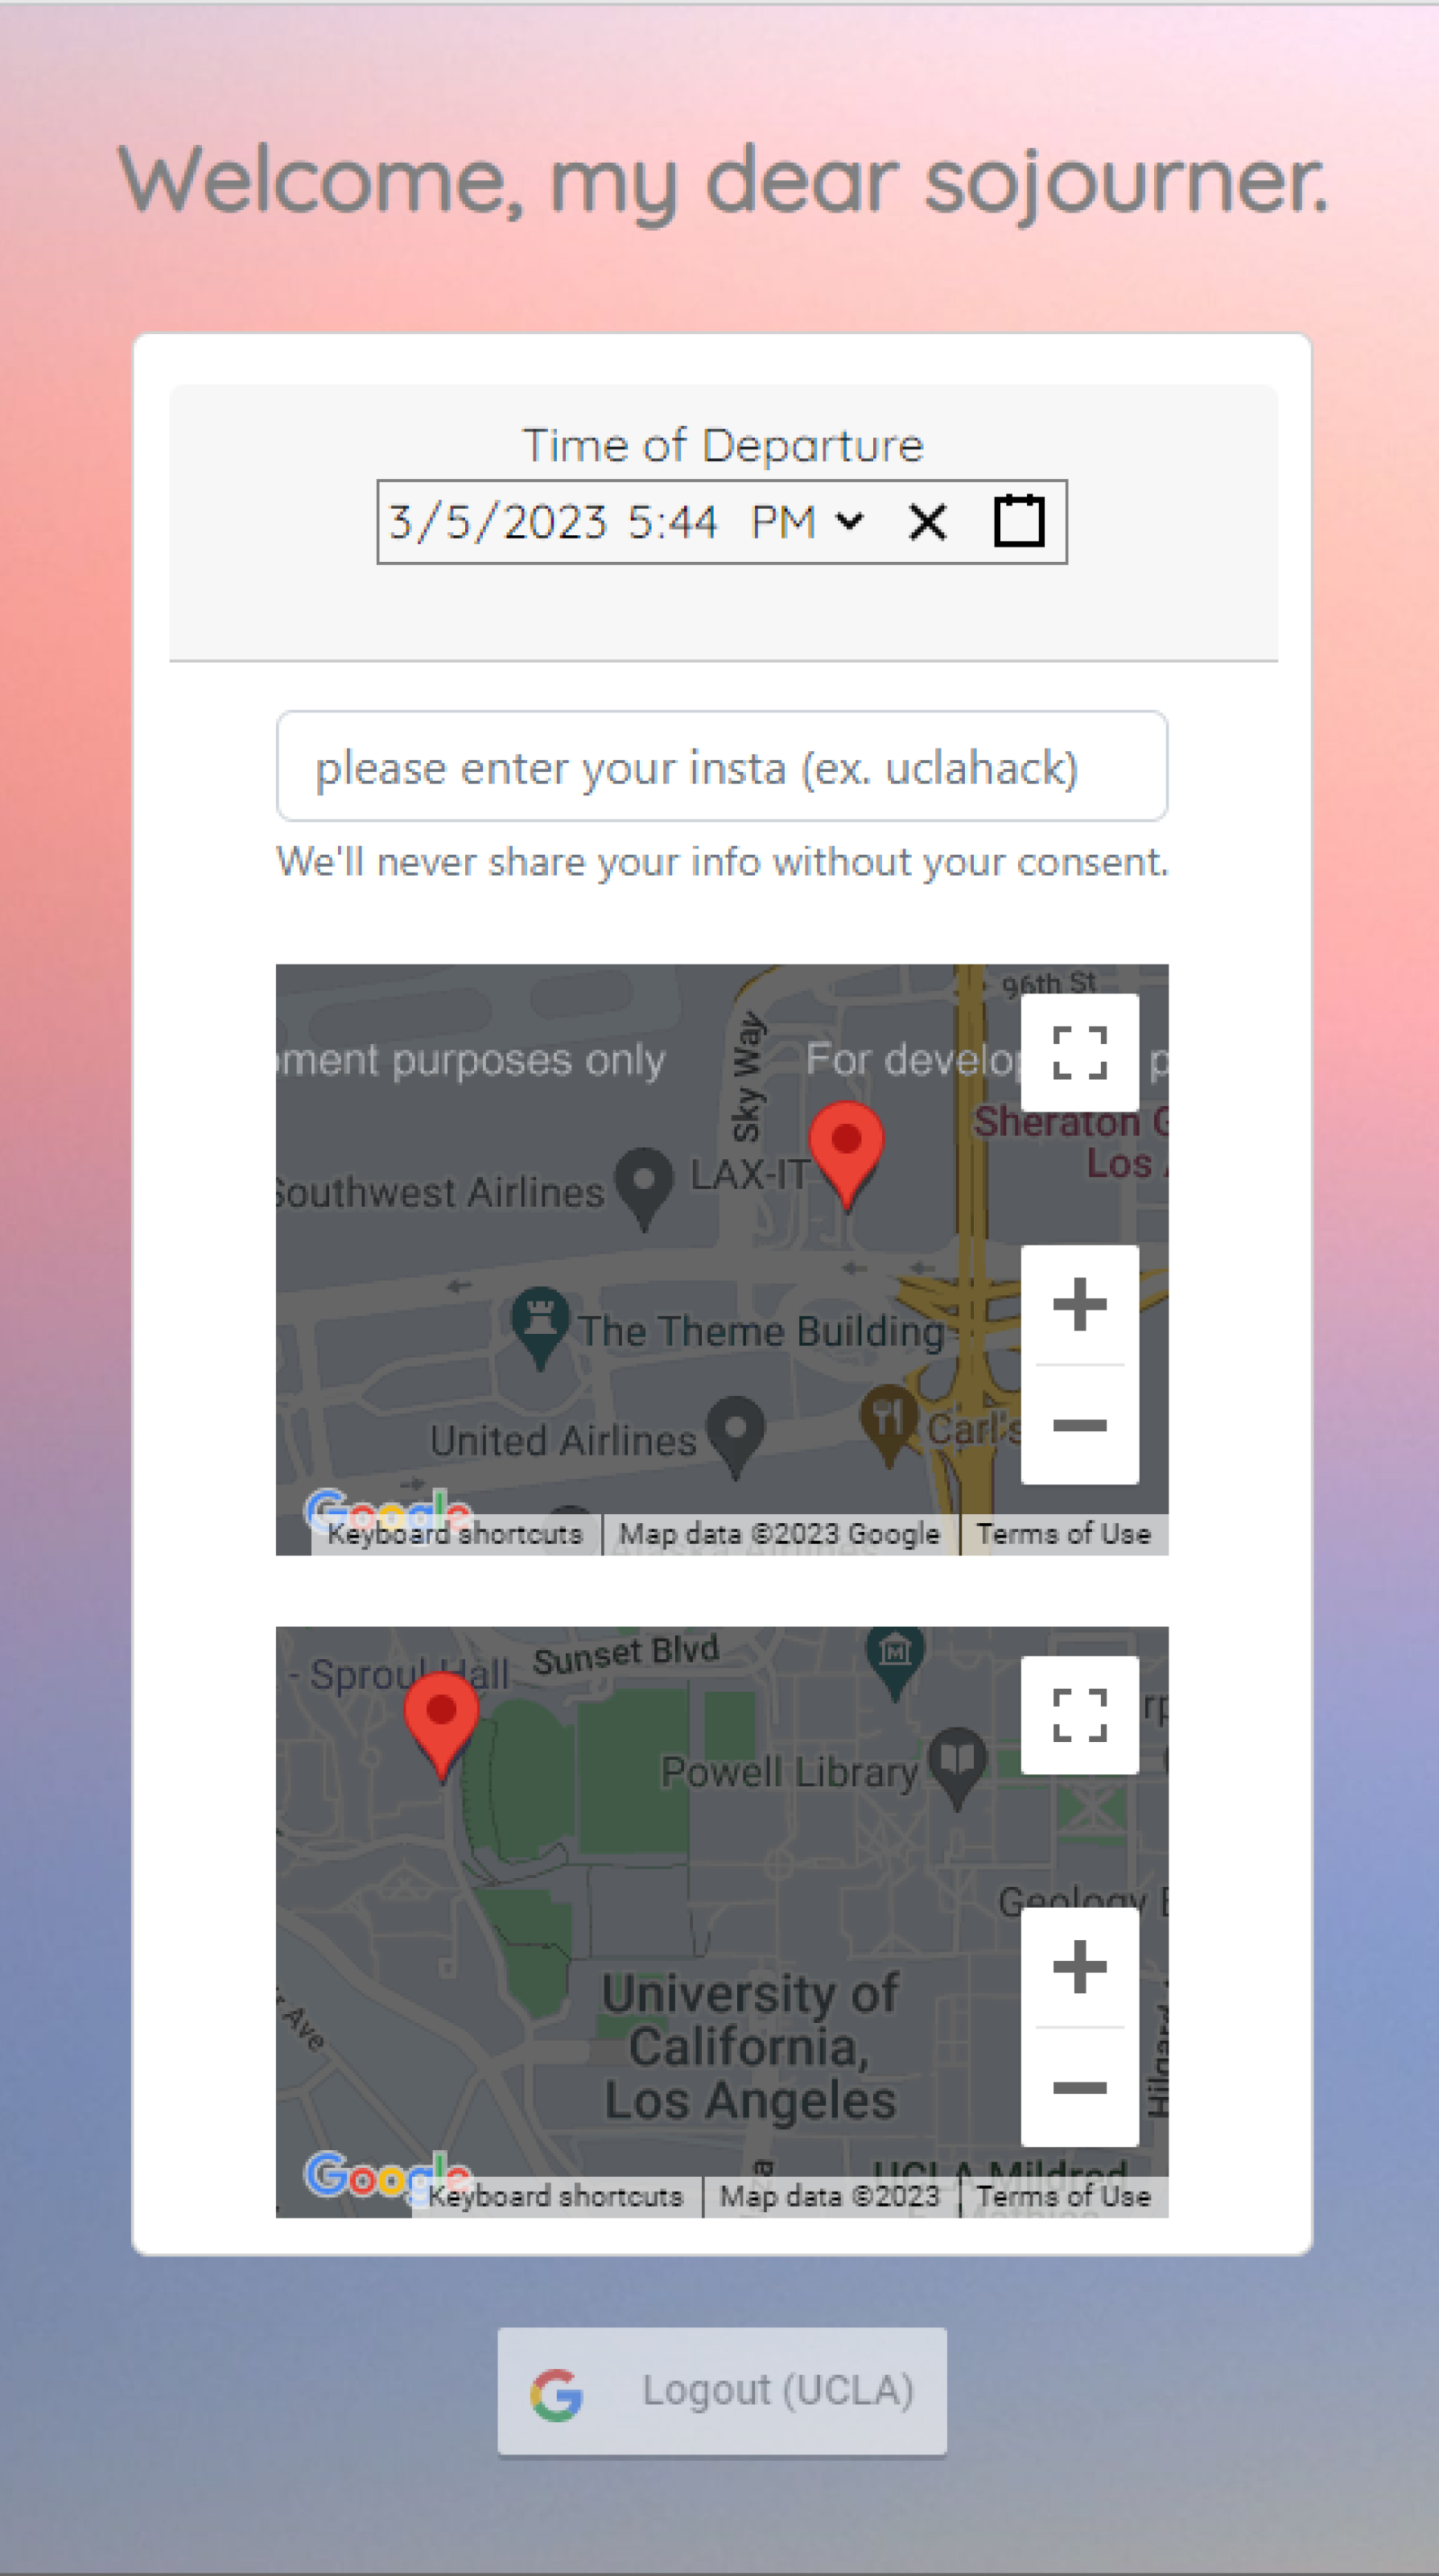 Welcome, my dear sojourner.
Time of Departure
3/5/2023 5:44 PM
please enter your insta (ex. uclahack)
We'll never share your info without your consent.
96th St
Sky Way
purposes only
For
Sheraton
Los
LAX-IT
Southwest Airlines
The Theme Building
United Airlines
Carl's
Google
Keyboard shortcuts
Map data ©2023 Google
Terms of Use
- Sproul Hall
Sunset Blvd
Powell Library
Geology
University of
California,
Los Angeles
Ave
Hilgard
UCLA Mildred
Google
Keyboard shortcuts
Map data ©2023
Terms of Use
Logout (UCLA)